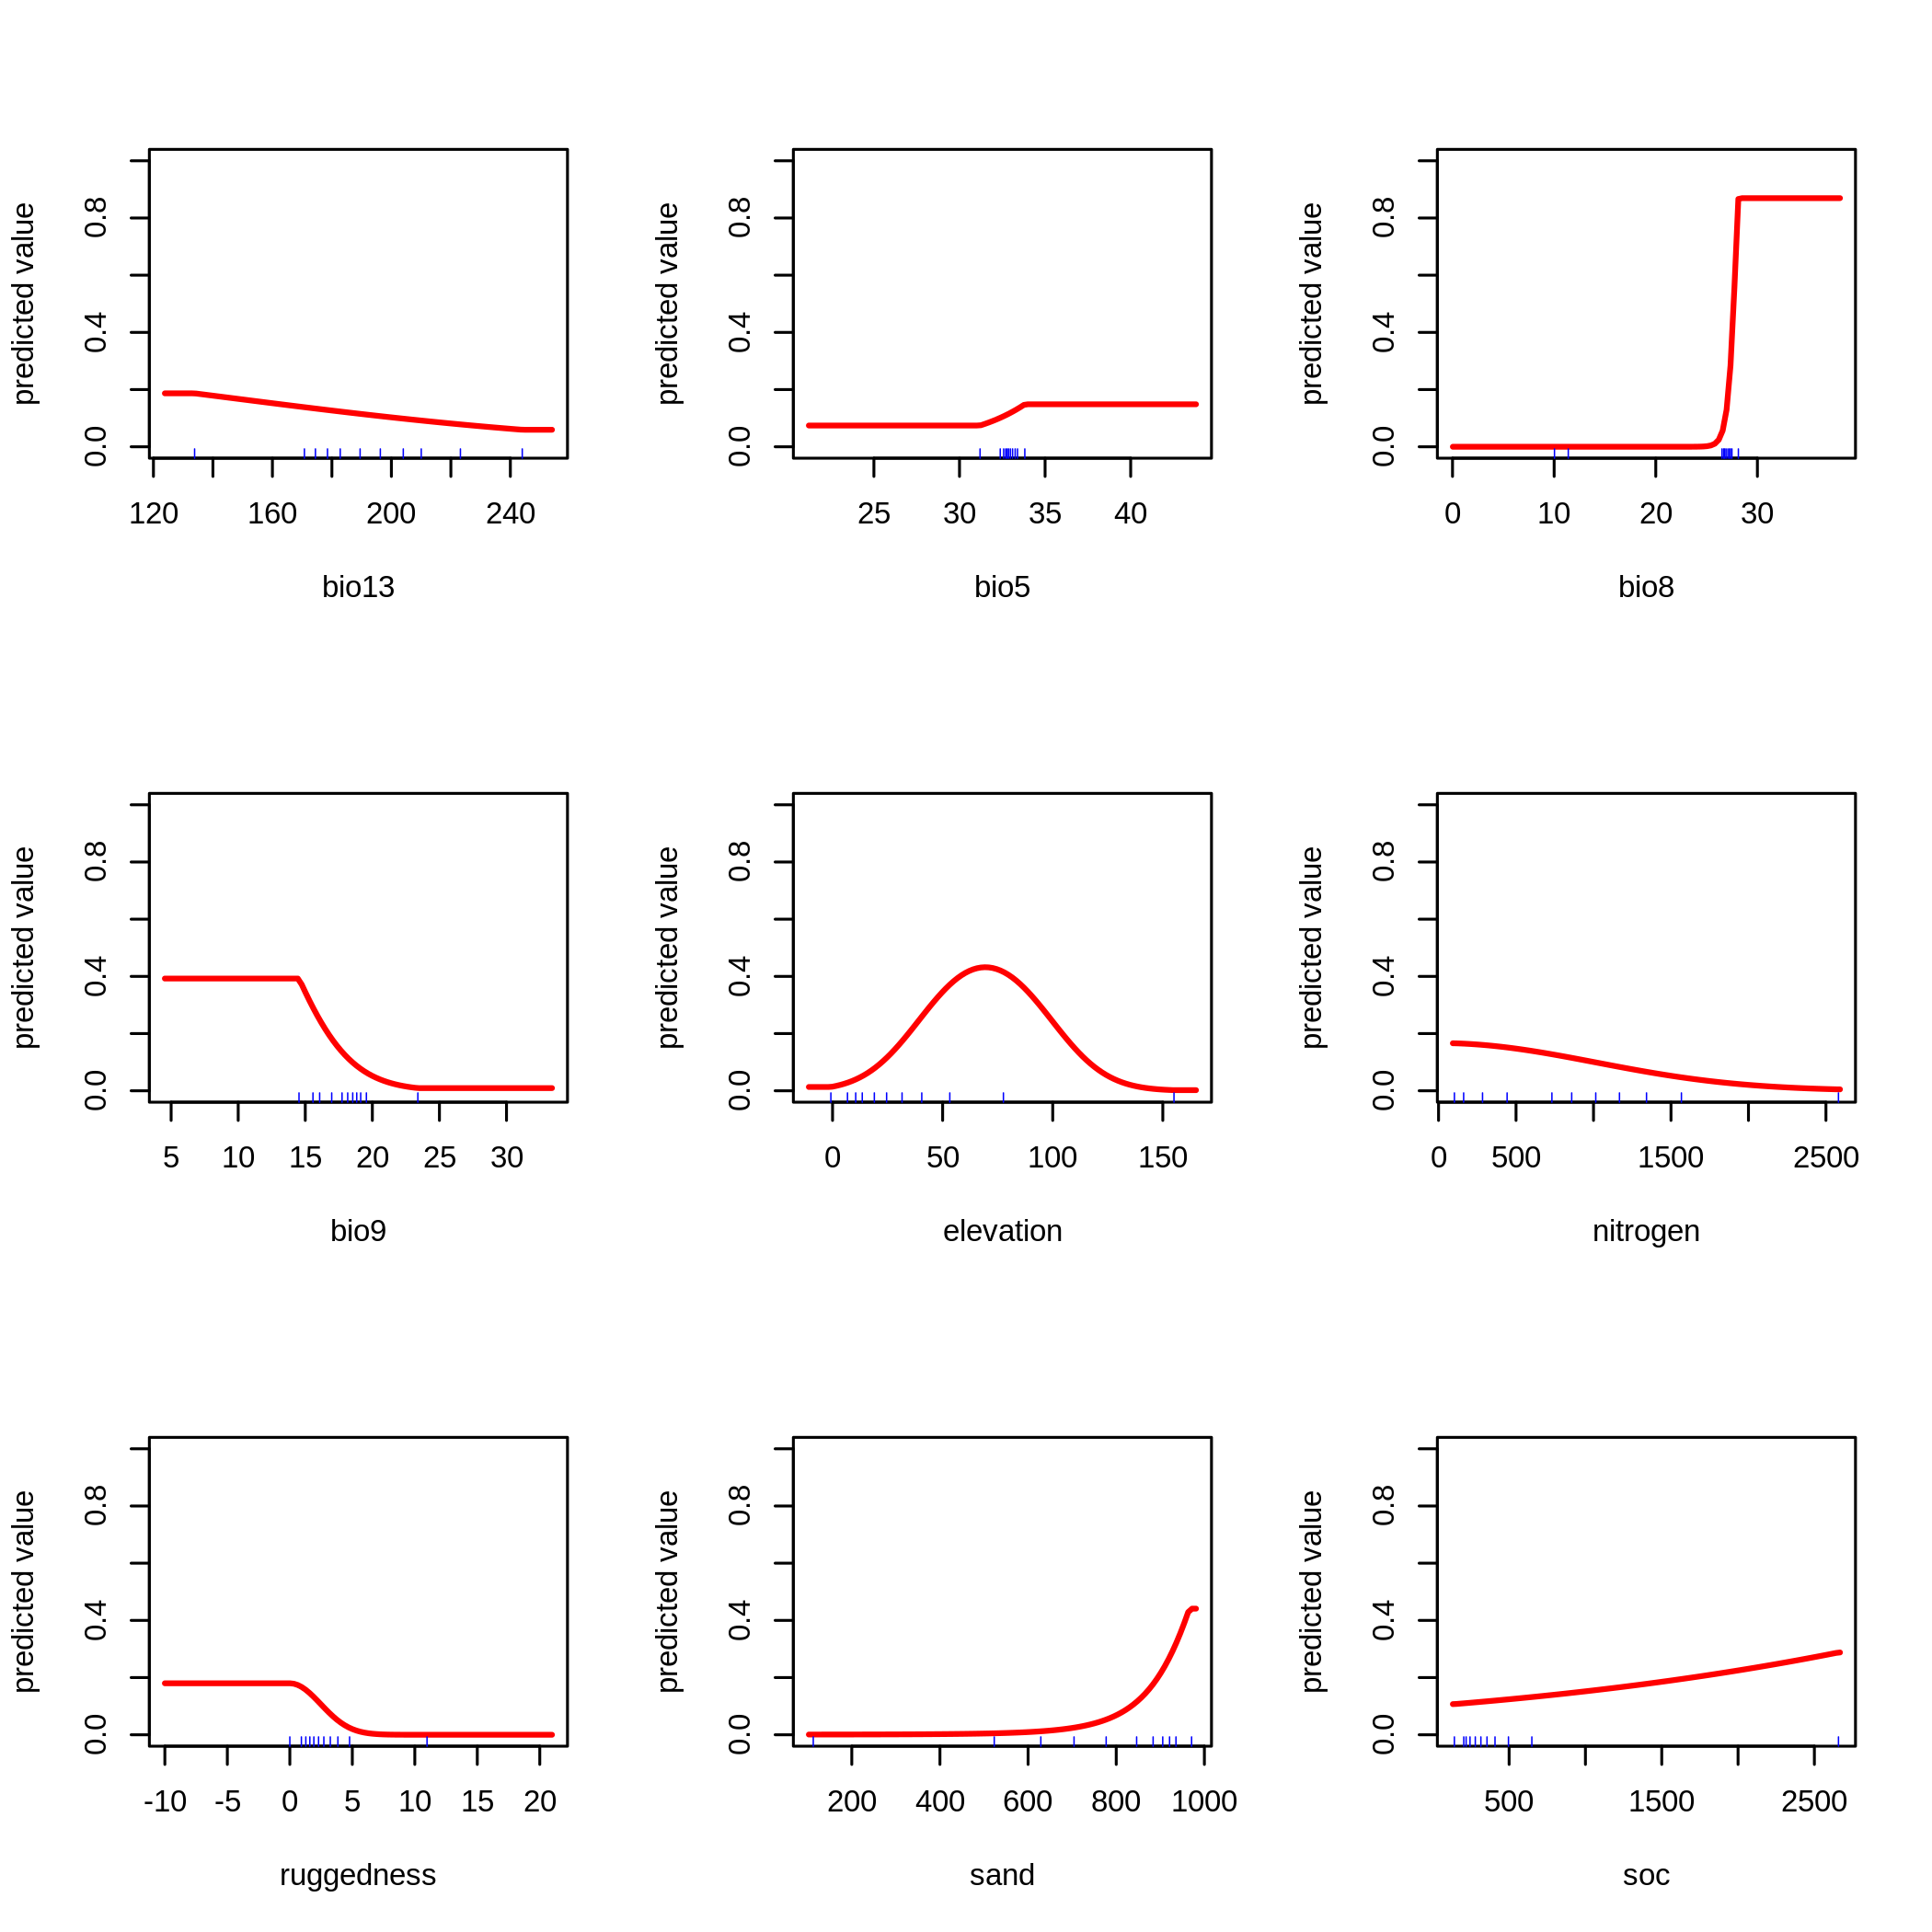 predicted value
0.0 0.4 0.8
120 160 200 240
bio13
predicted value
0.0 0.4 0.8
25 30 35 40
bio5
predicted value
0.0 0.4 0.8
0 10 20 30
bio8
predicted value
0.0 0.4 0.8
5 10 15 20 25 30
bio9
predicted value
0.0 0.4 0.8
0 50 100 150
elevation
predicted value
0.0 0.4 0.8
0 500 1500 2500
nitrogen
predicted value
0.0 0.4 0.8
-10 -5 0 5 10 15 20
ruggedness
predicted value
0.0 0.4 0.8
200 400 600 800 1000
sand
predicted value
0.0 0.4 0.8
500 1500 2500
soc